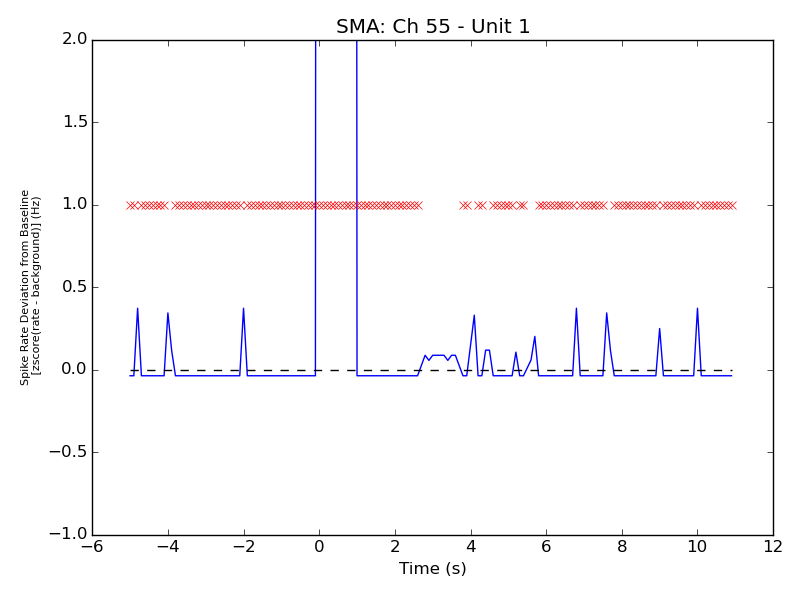 SMA: Ch 55 - Unit 1
2.0
1.5
1.0
0.5
0.0
−0.5
−1.0
Spike Rate Deviation from Baseline
[zscore(rate - background)] (Hz)
−6 −4 −2 0 2 4 6 8 10 12
Time (s)